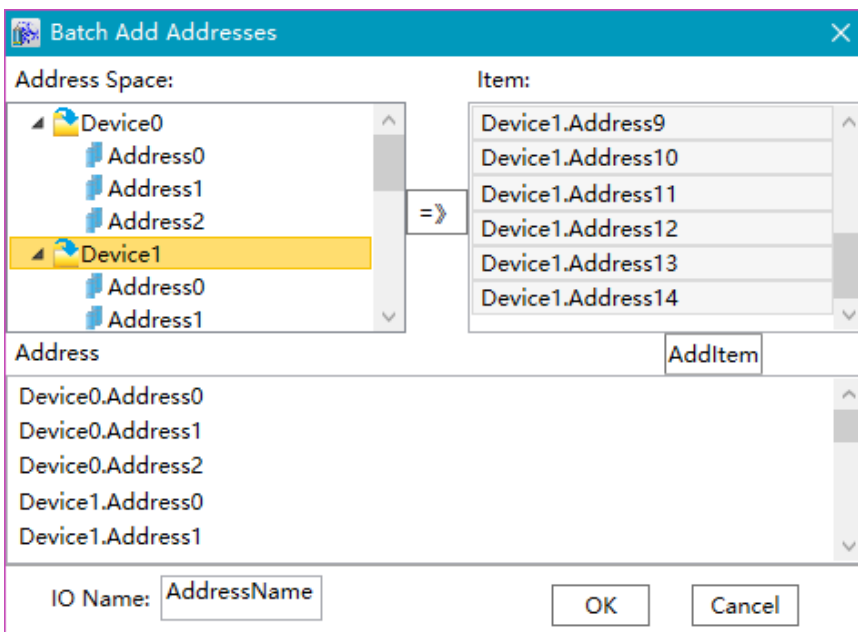 Batch Add Addresses
Address Space:
Device0
Address0
Address1
Address2
Device1
Address0
Address1
=》
Item:
Device1.Address9
Device1.Address10
Device1.Address11
Device1.Address12
Device1.Address13
Device1.Address14
Address
AddItem
Device0.Address0
Device0.Address1
Device0.Address2
Device1.Address0
Device1.Address1
IO Name: AddressName
OK
Cancel